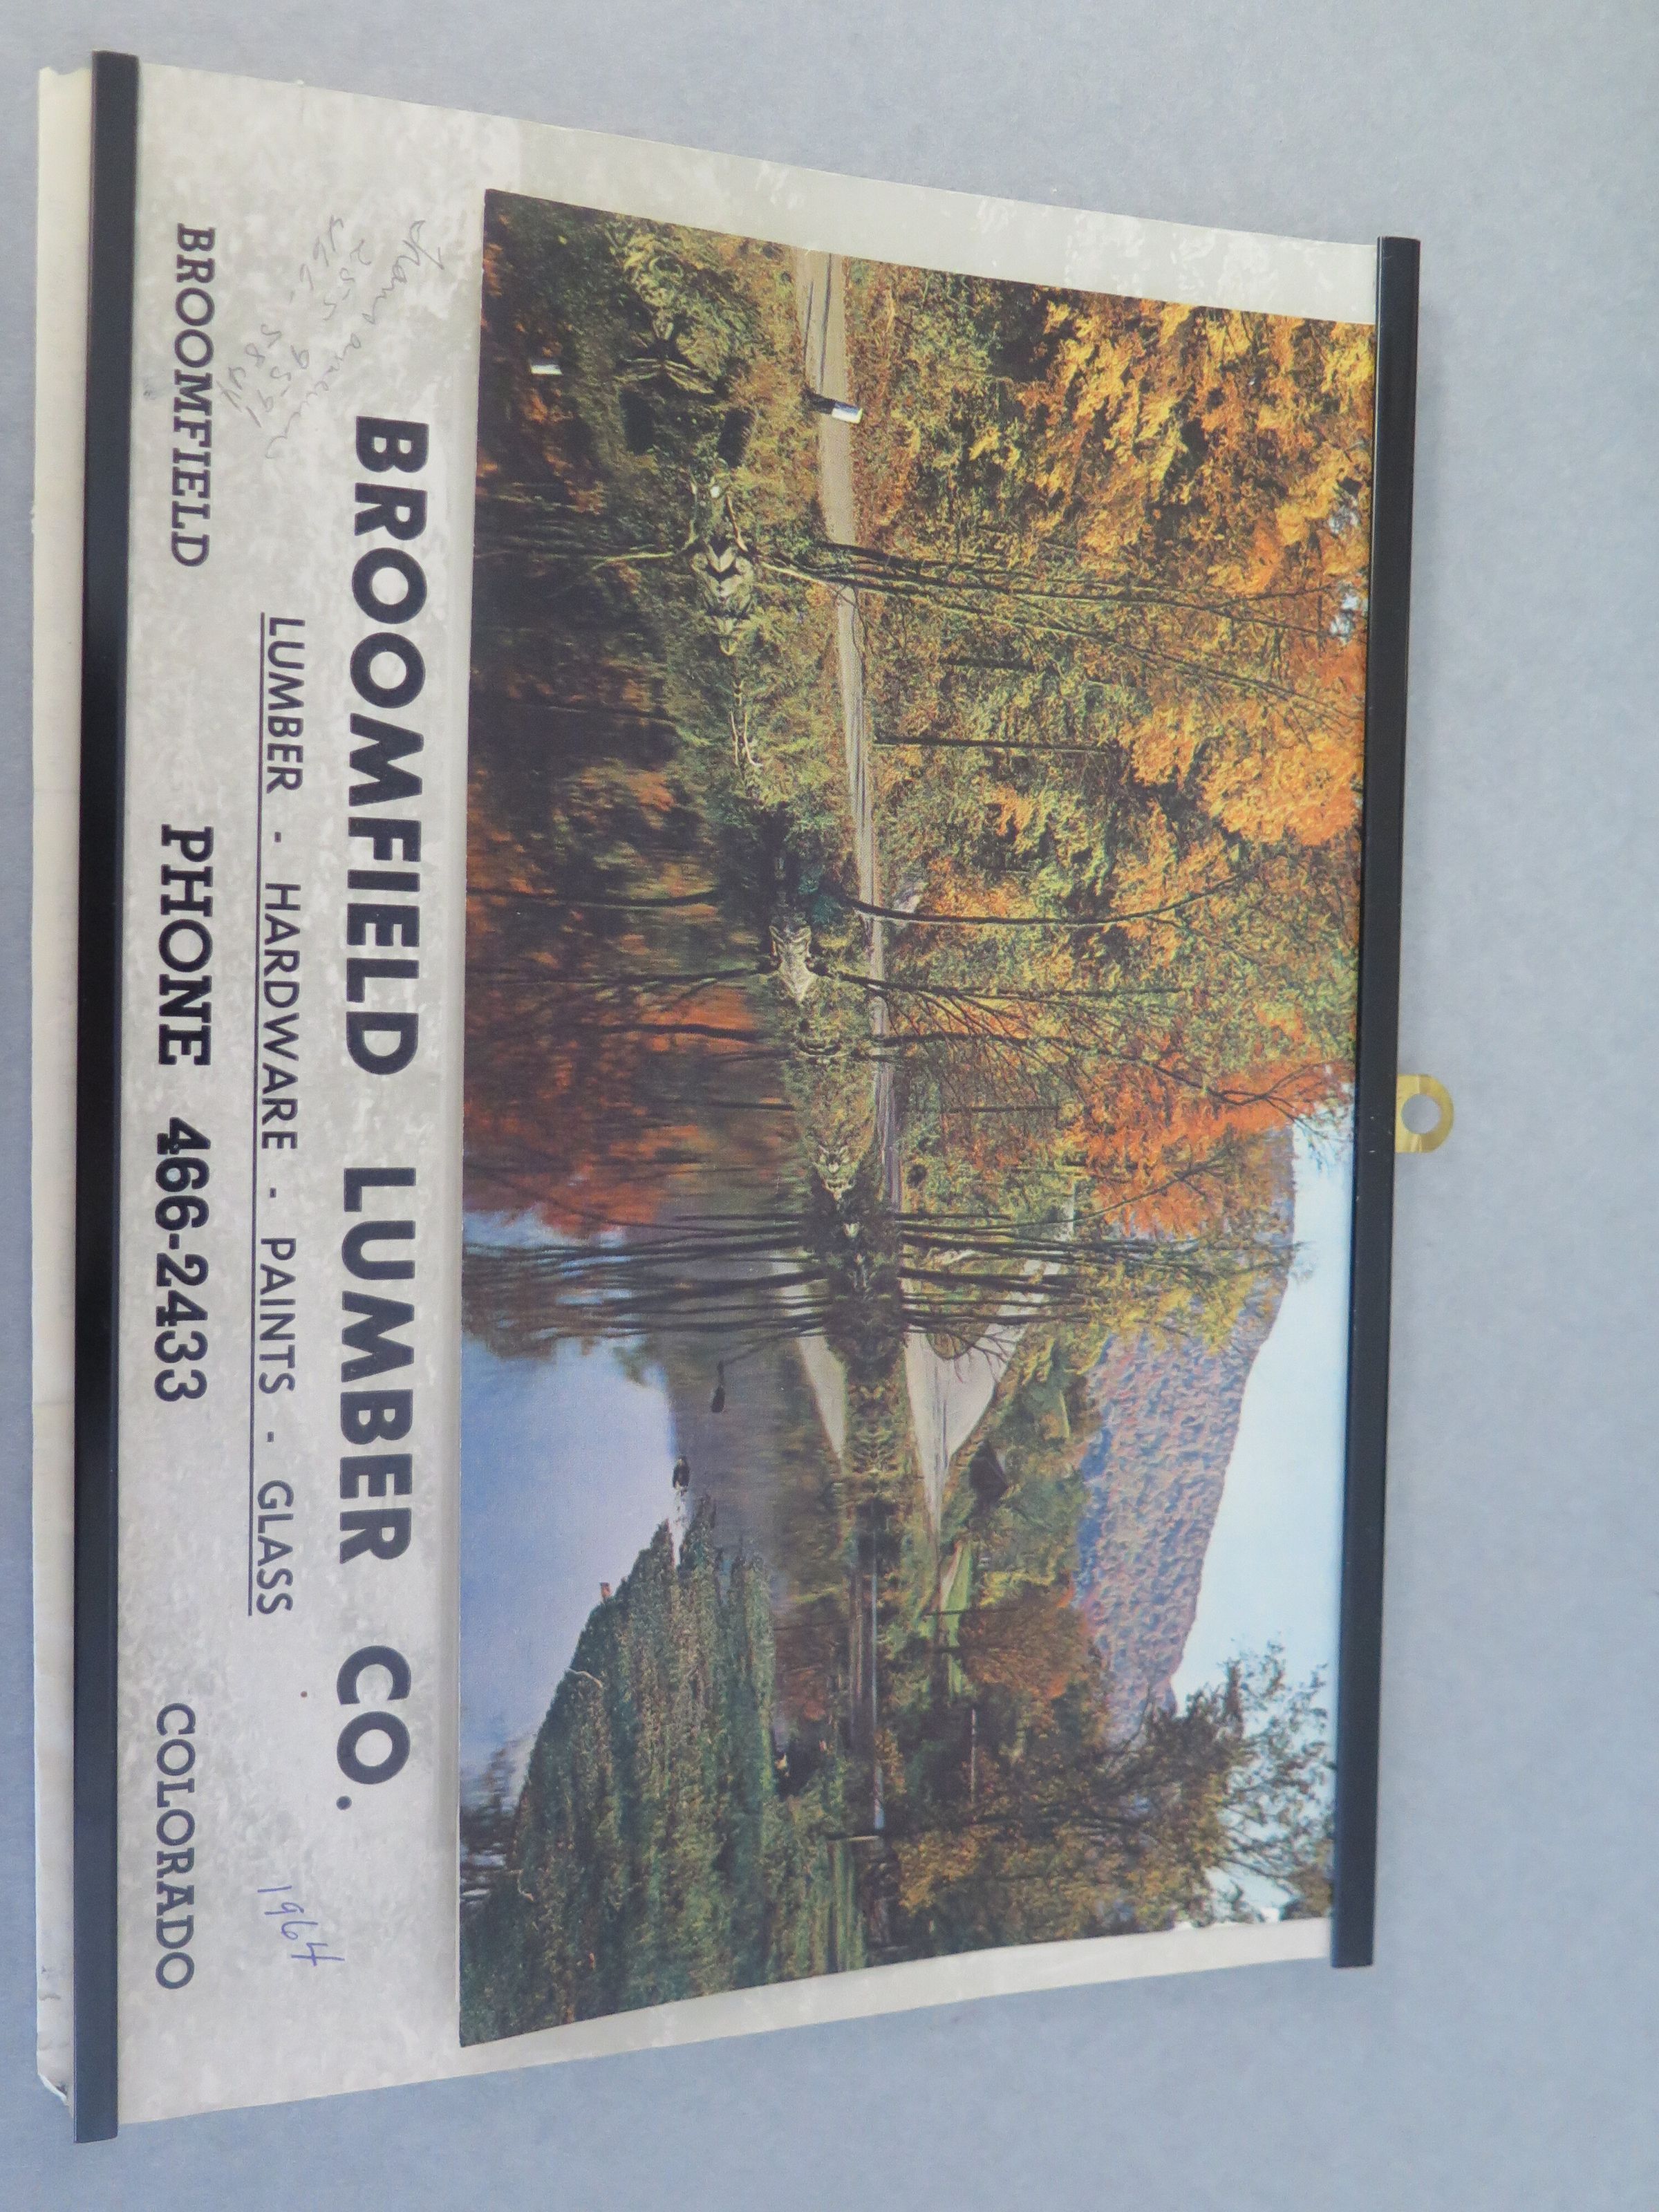 BROOMFIELD LUMBER CO.
LUMBER - HARDWARE - PAINTS - GLASS
1964
BROOMFIELD PHONE 466-2433 COLORADO